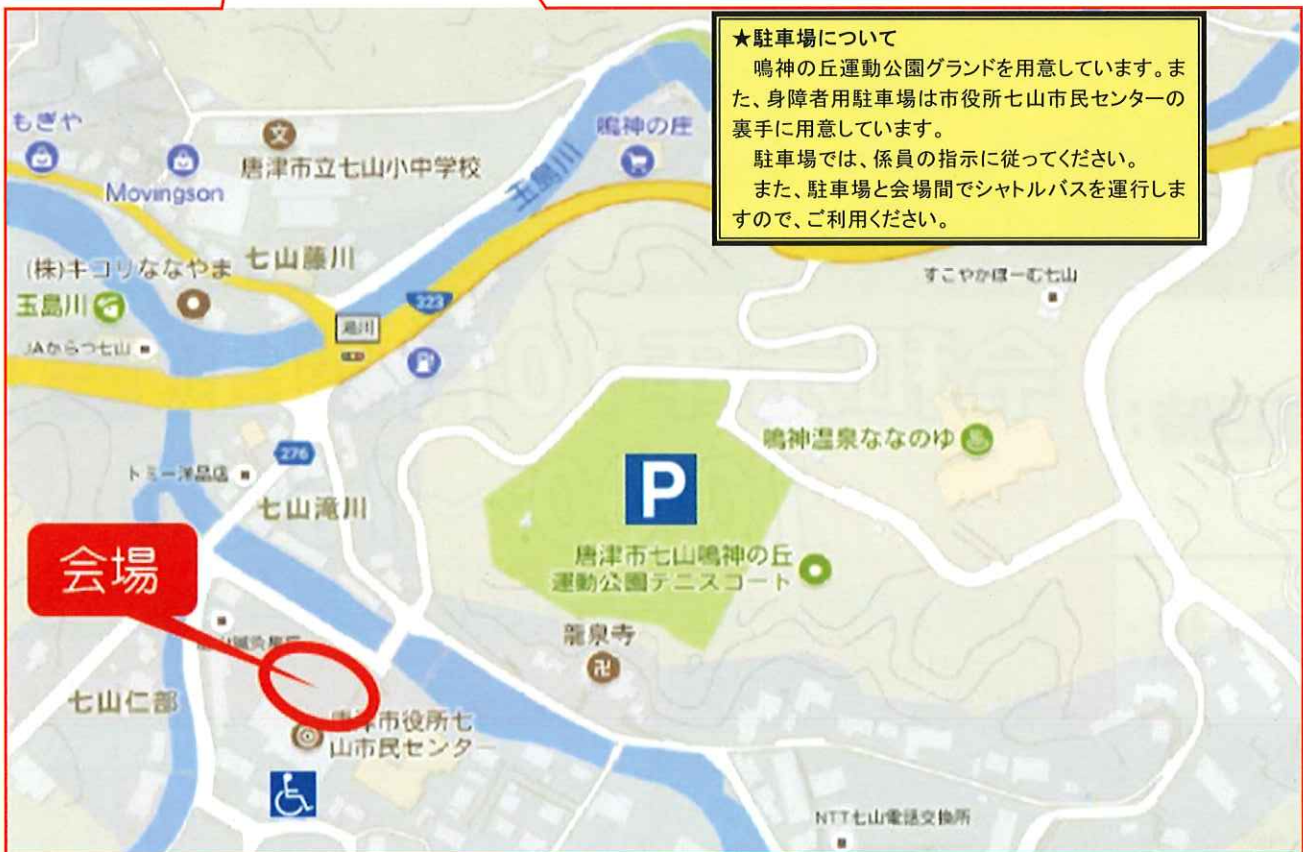 ★駐車場について
鳴神の丘運動公園グランドを用意しています。ま
た、身障者用駐車場は市役所七山市民センターの
裏手に用意しています。
駐車場では、係員の指示に従ってください。
また、駐車場と会場間でシャトルバスを運行しま
すので、ご利用ください。
もぎや
Movingson
文
唐津市立七山小中学校
鳴神の庄
玉島川
(株)キコリななやま
七山藤川
玉島川
323
JAからつ七山
すこやかほーむ七山
276
トミー洋品店
七山滝川
P
鳴神温泉ななのゆ
唐津市七山鳴神の丘
運動公園テニスコート
会場
龍泉寺
卍
七山仁部
唐津市役所七
山市民センター
NTT七山電話交換所